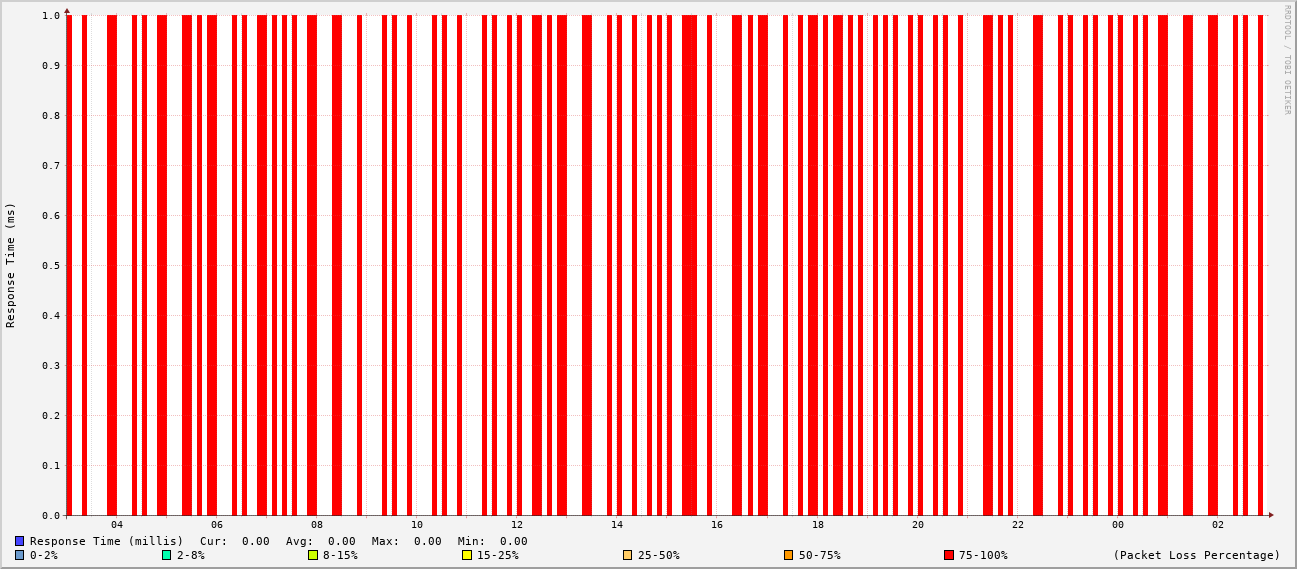 RRDTOOL / TOBI OETIKER
Response Time (ms)
1.0
0.9
0.8
0.7
0.6
0.5
0.4
0.3
0.2
0.1
0.0
04 06 08 10 12 14 16 18 20 22 00 02
Response Time (millis) Cur: 0.00 Avg: 0.00 Max: 0.00 Min: 0.00
0-2% 2-8% 8-15% 15-25% 25-50% 50-75% 75-100% (Packet Loss Percentage)